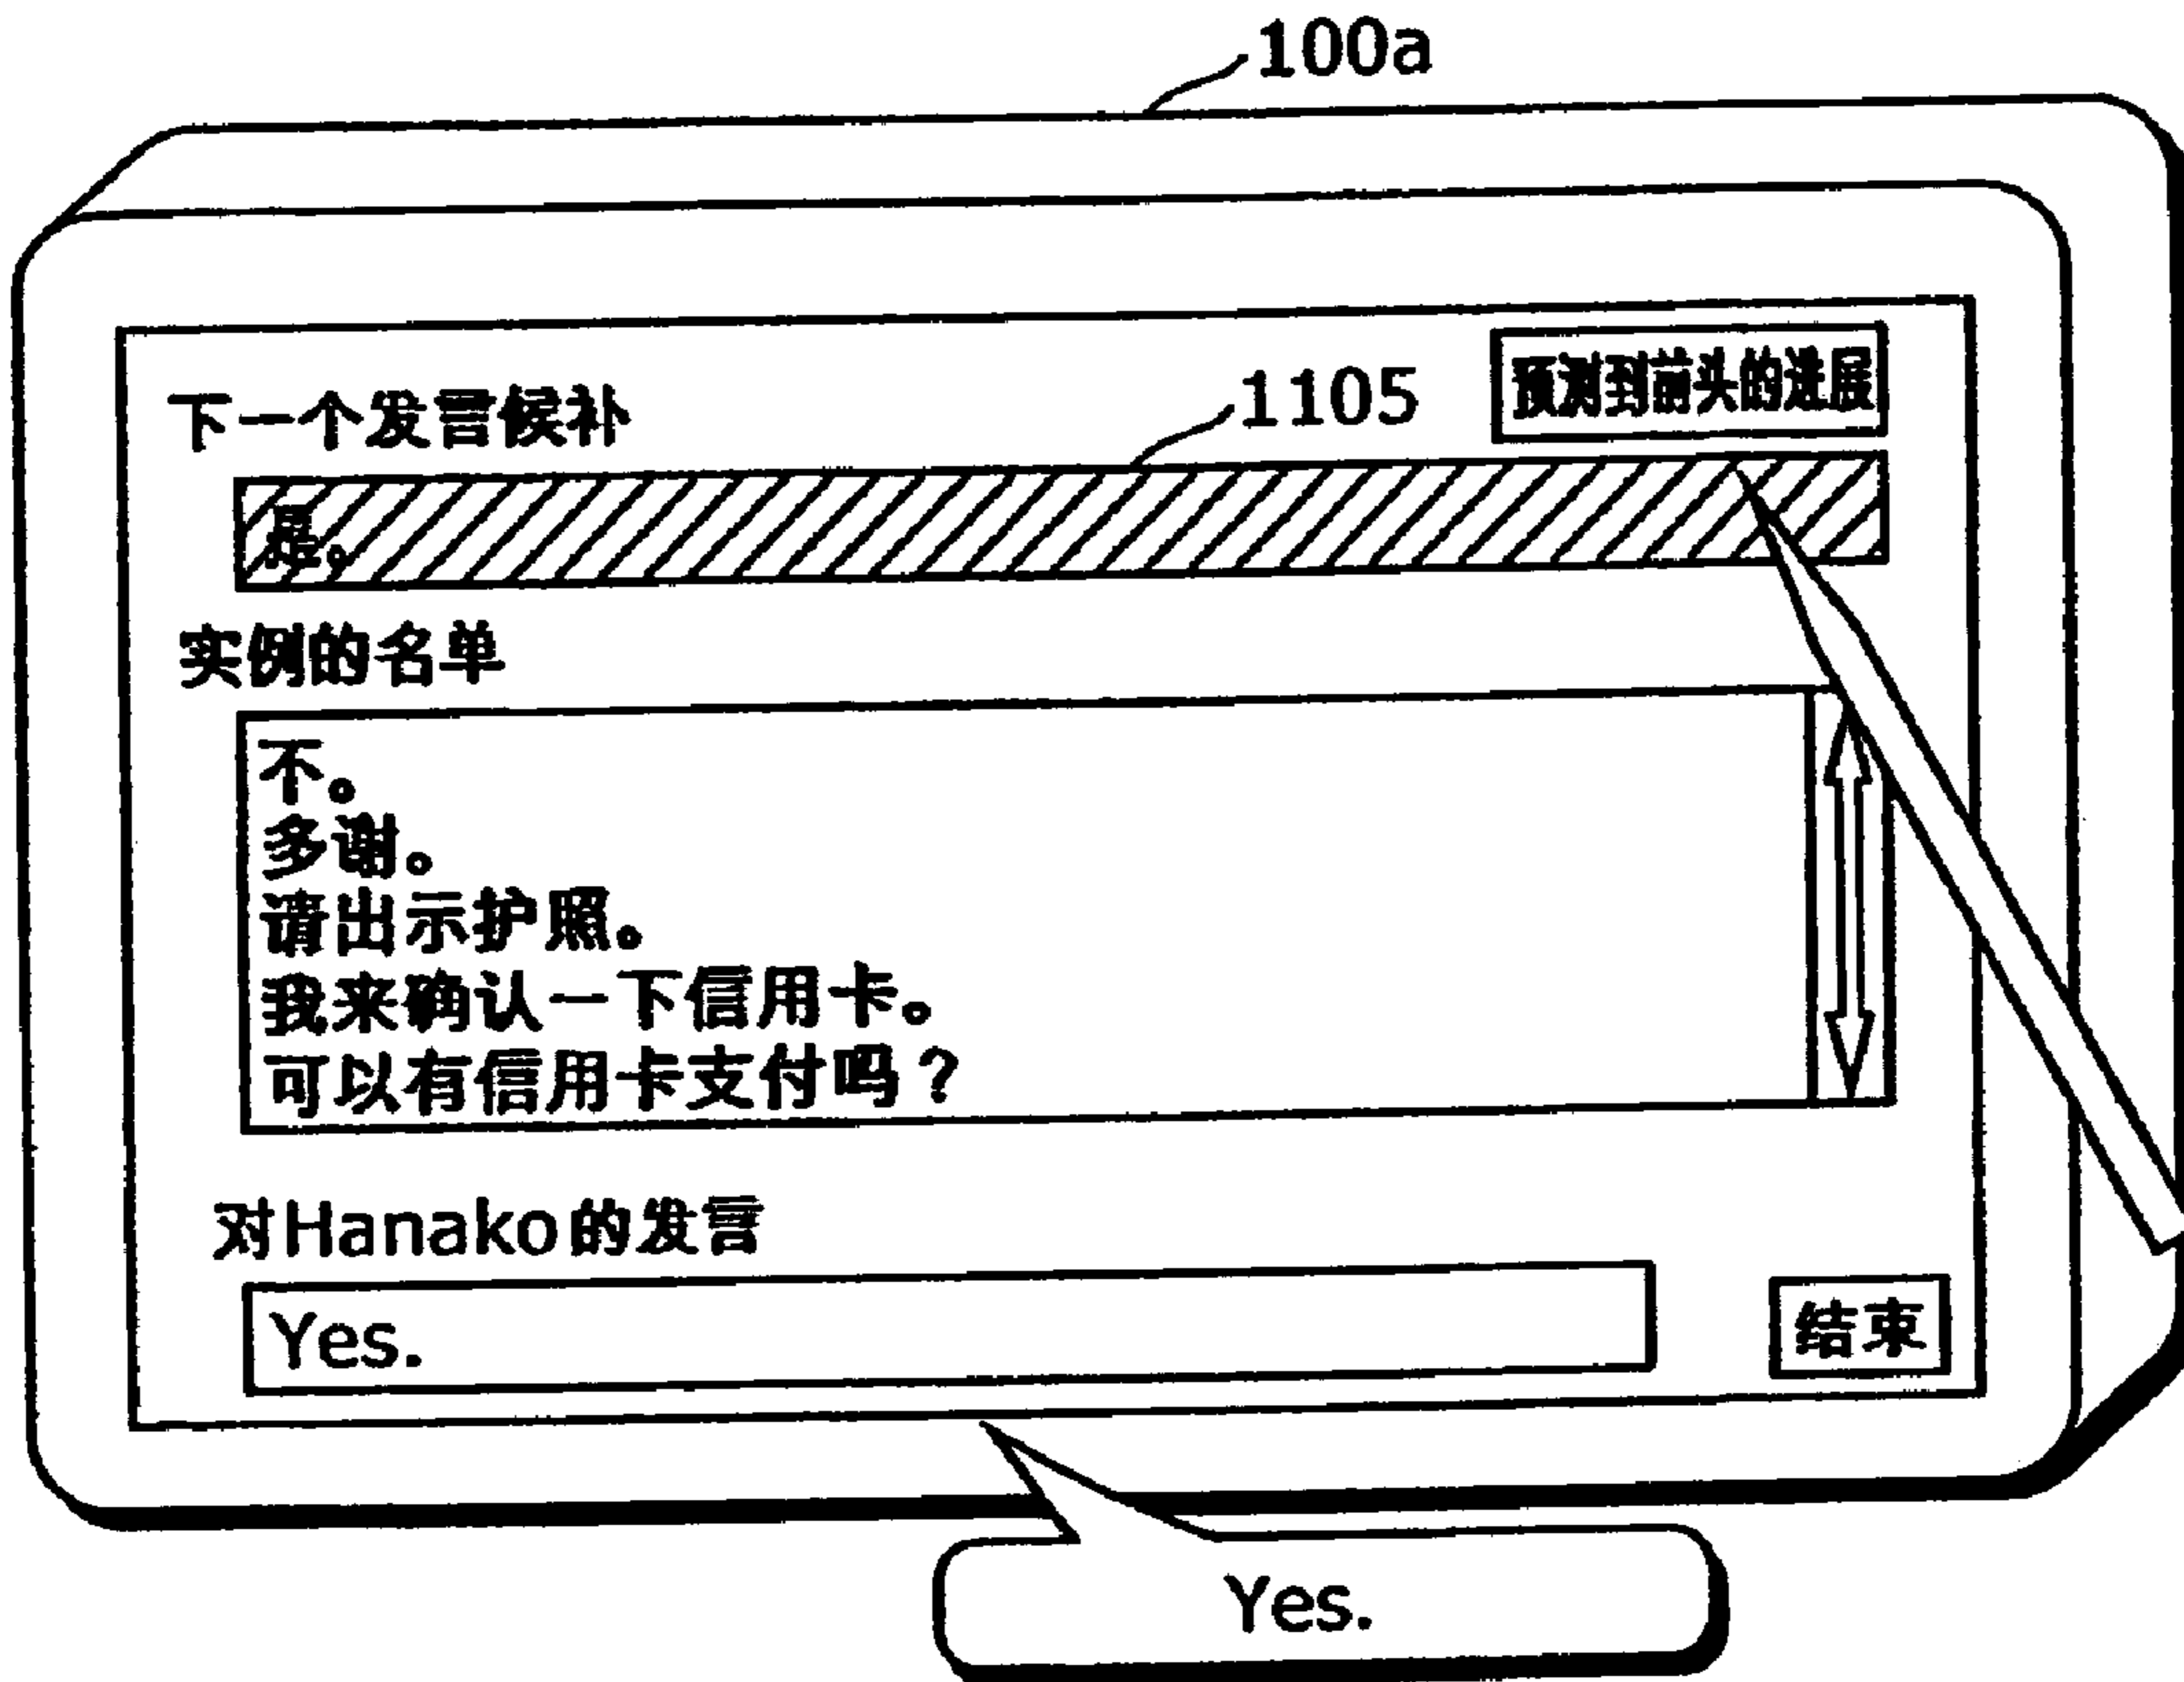 100a
下一个发言候补
1105
预测到前头的进展
是。
实例的名单
不。
多谢。
请出示护照。
我来确认一下信用卡。
可以有信用卡支付吗？
对Hanako的发言
Yes.
结束
Yes.